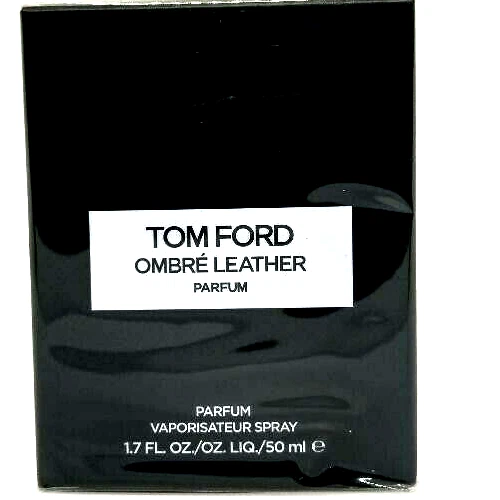 TOM FORD
OMBRÉ LEATHER
PARFUM
PARFUM
VAPORISATEUR SPRAY
1.7 FL. OZ./OZ. LIQ./50 ml ℮